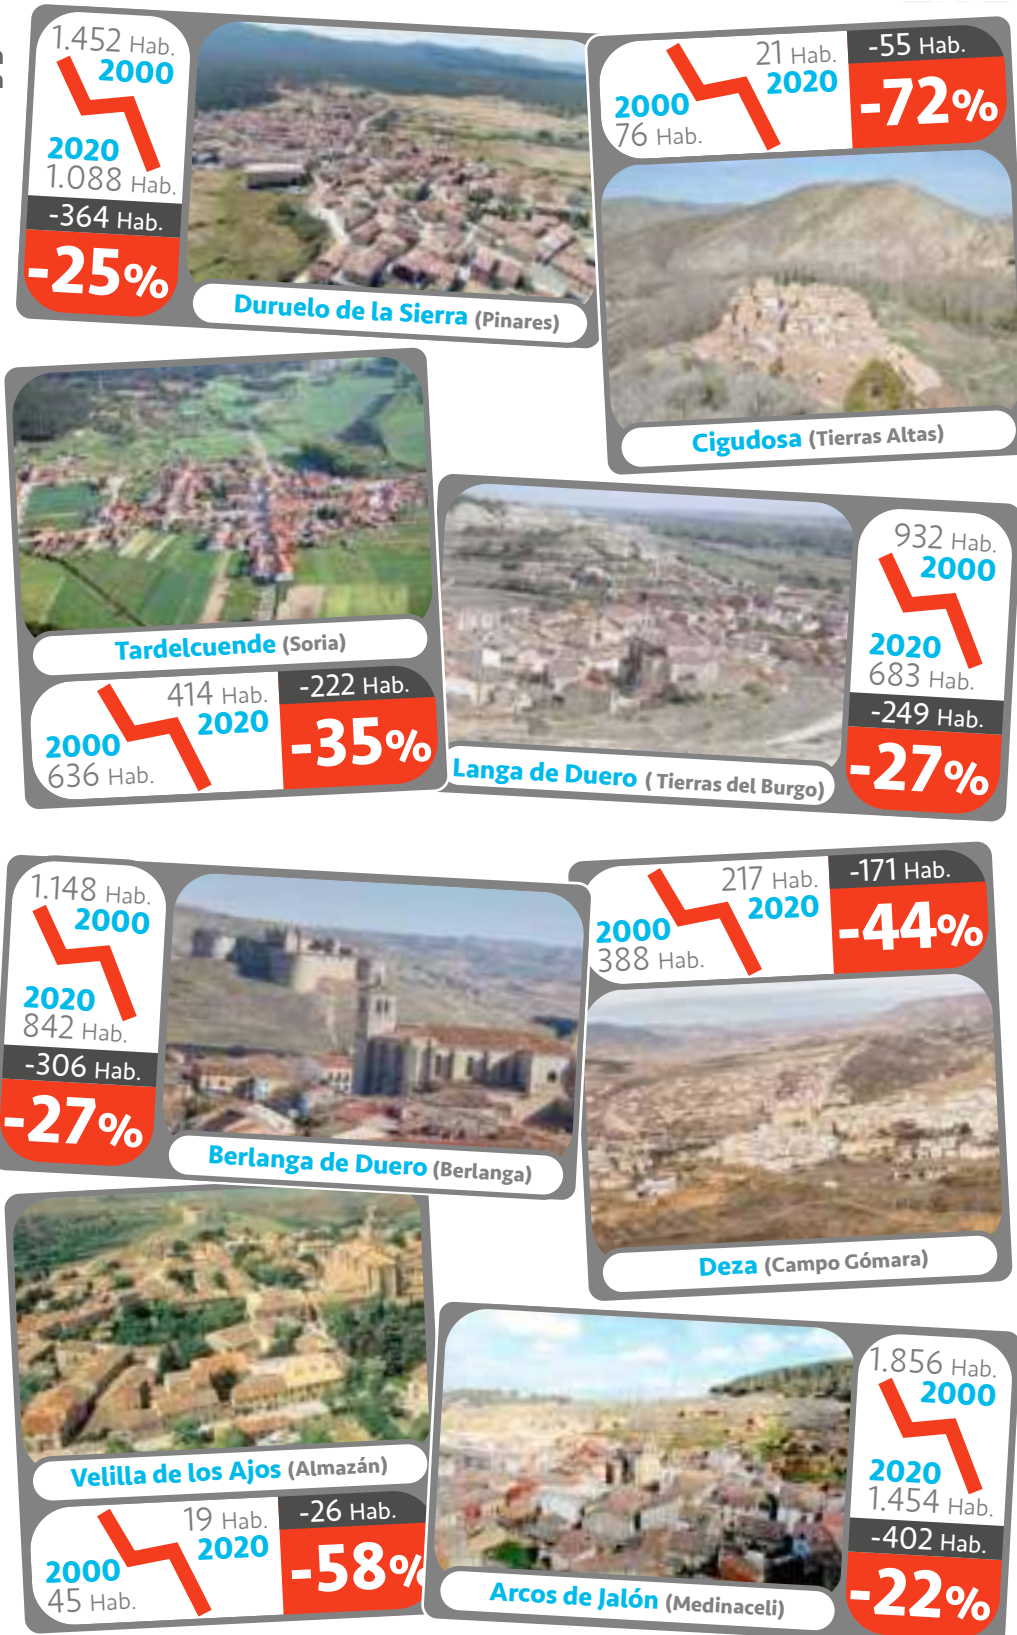 1.452 Hab.
2000
2020
1.088 Hab.
-364 Hab.
-25%
Duruelo de la Sierra (Pinares)
21 Hab.
2020
2000
76 Hab.
-55 Hab.
-72%
Cigudosa (Tierras Altas)
Tardelcuende (Soria)
414 Hab.
2020
2000
636 Hab.
-222 Hab.
-35%
932 Hab.
2000
2020
683 Hab.
-249 Hab.
-27%
Langa de Duero ( Tierras del Burgo)
1.148 Hab.
2000
2020
842 Hab.
-306 Hab.
-27%
Berlanga de Duero (Berlanga)
217 Hab.
2020
2000
388 Hab.
-171 Hab.
-44%
Deza (Campo Gómara)
Velilla de los Ajos (Almazán)
19 Hab.
2020
2000
45 Hab.
-26 Hab.
-58%
1.856 Hab.
2000
2020
1.454 Hab.
-402 Hab.
-22%
Arcos de Jalón (Medinaceli)